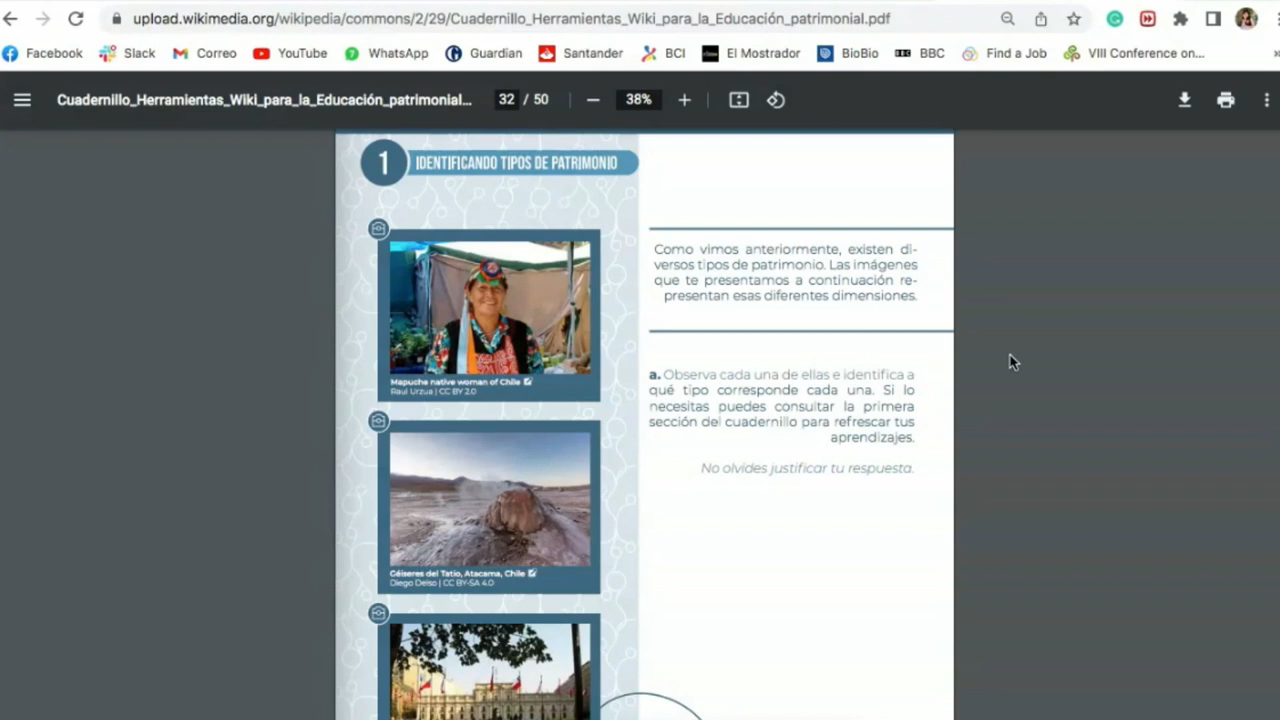 upload.wikimedia.org/wikipedia/commons/2/29/Cuadernillo_Herramientas_Wiki_para_la_Educación_patrimonial.pdf
Facebook Slack Correo YouTube WhatsApp Guardian Santander BCI El Mostrador BioBio BBC Find a Job VIII Conference on...
Cuadernillo_Herramientas_Wiki_para_la_Educación_patrimonial... 32 / 50 38%
1 IDENTIFICANDO TIPOS DE PATRIMONIO
Mapuche native woman of Chile
Raul Urzua | CC BY 2.0
Géiseres del Tatio, Atacama, Chile
Diego Delso | CC BY-SA 4.0
Como vimos anteriormente, existen di-
versos tipos de patrimonio. Las imágenes
que te presentamos a continuación re-
presentan esas diferentes dimensiones.
a. Observa cada una de ellas e identifica a
qué tipo corresponde cada una. Si lo
necesitas puedes consultar la primera
sección del cuadernillo para refrescar tus
aprendizajes.
No olvides justificar tu respuesta.